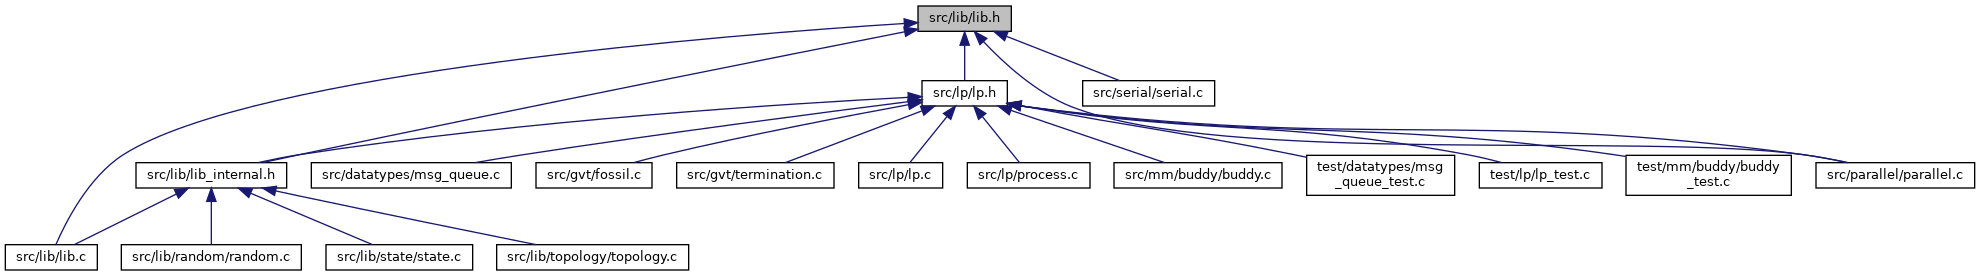 src/lib/lib.h
src/lp/lp.h
src/serial/serial.c
src/lib/lib_internal.h
src/datatypes/msg_queue.c
src/gvt/fossil.c
src/gvt/termination.c
src/lp/lp.c
src/lp/process.c
src/mm/buddy/buddy.c
test/datatypes/msg
_queue_test.c
test/lp/lp_test.c
test/mm/buddy/buddy
_test.c
src/parallel/parallel.c
src/lib/lib.c
src/lib/random/random.c
src/lib/state/state.c
src/lib/topology/topology.c